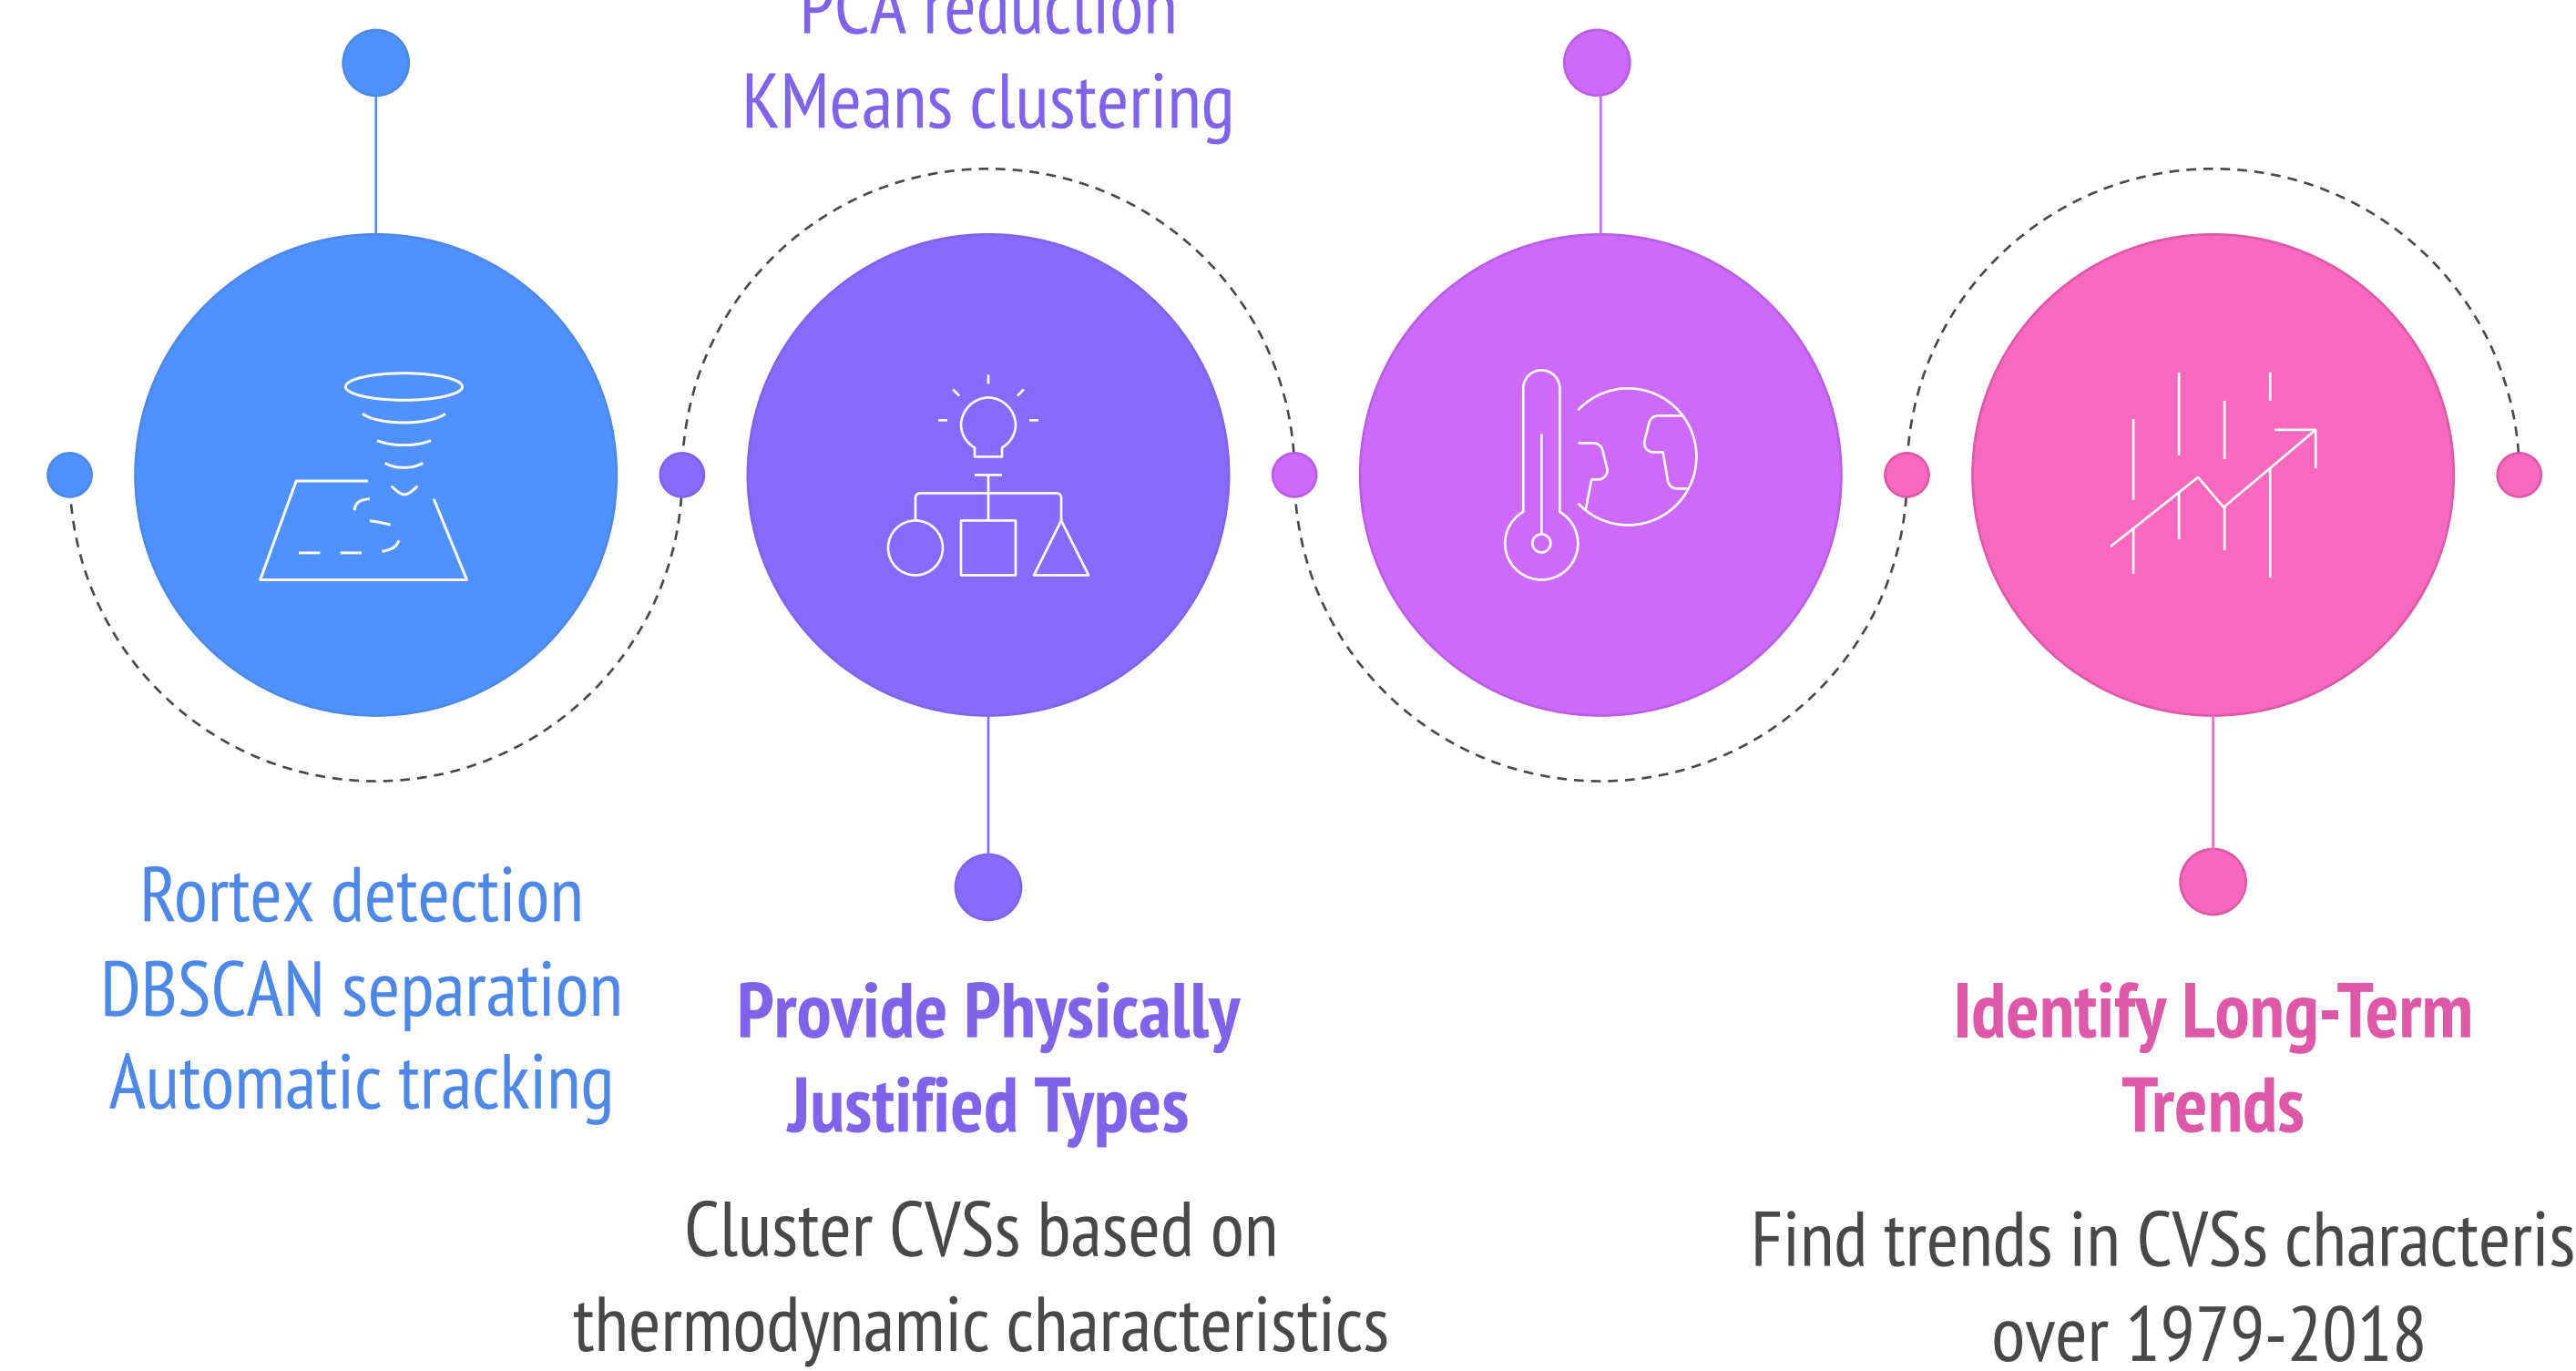 PCA reduction
KMeans clustering
Rortex detection
DBSCAN separation
Automatic tracking
Provide Physically
Justified Types
Cluster CVSs based on
thermodynamic characteristics
Identify Long-Term
Trends
Find trends in CVSs characteris
over 1979-2018